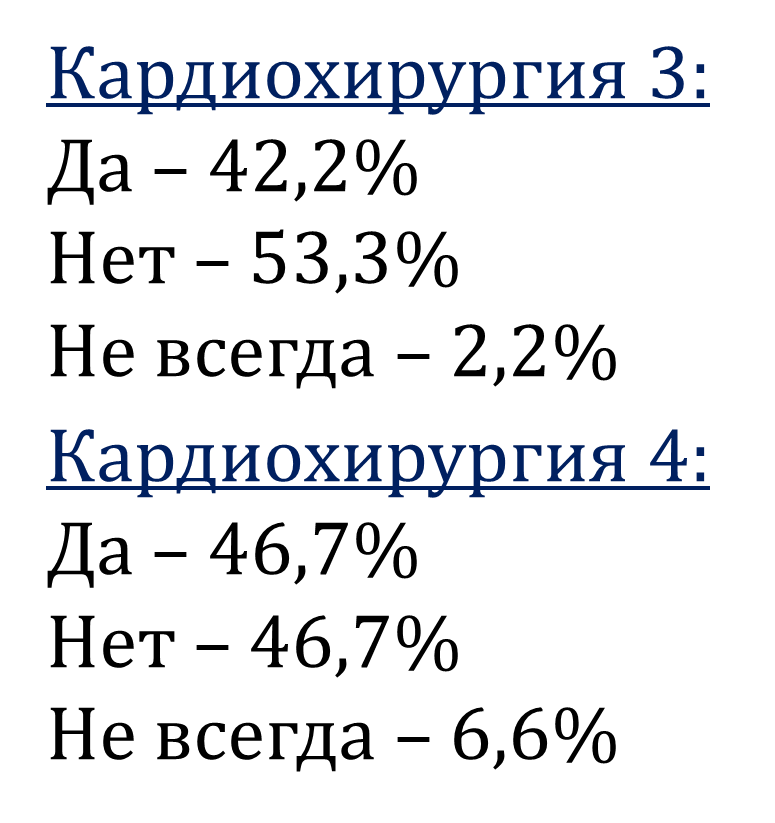 Кардиохирургия 3:
Да – 42,2%
Нет – 53,3%
Не всегда – 2,2%
Кардиохирургия 4:
Да – 46,7%
Нет – 46,7%
Не всегда – 6,6%